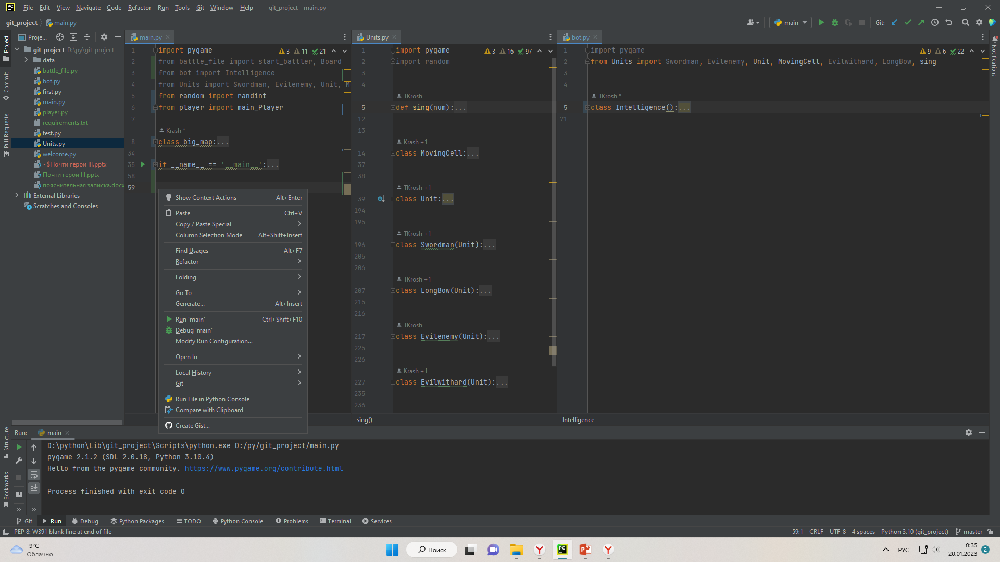 File Edit View Navigate Code Refactor Run Tools Git Window Help git_project - main.py
git_project main.py main Git:
Project
Commit
Pull Requests
Structure
Bookmarks
Notifications
Proje...
git_project D:\py\git_project
data
battle_file.py
bot.py
first.py
main.py
player.py
requirements.txt
test.py
Units.py
welcome.py
~$Почти герои III.pptx
Почти герои III.pptx
пояснительная записка.docx
External Libraries
Scratches and Consoles
main.py
3 11 21
1 import pygame
2 from battle_file import start_battler, Board
3 from bot import Intelligence
4 from Units import Swordman, Evilenemy, Unit, M
5 from random import randint
6 from player import main_Player
7
Krash *
8 class big_map:...
34
35 if __name__ == '__main__':...
58
59
Show Context Actions Alt+Enter
Paste Ctrl+V
Copy / Paste Special
Column Selection Mode Alt+Shift+Insert
Find Usages Alt+F7
Refactor
Folding
Go To
Generate... Alt+Insert
Run 'main' Ctrl+Shift+F10
Debug 'main'
Modify Run Configuration...
Open In
Local History
Git
Run File in Python Console
Compare with Clipboard
Create Gist...
Units.py
3 16 97
1 import pygame
2 import random
3
4
TKrosh
5 def sing(num):...
12
13
Krash +1
14 class MovingCell:...
37
38
TKrosh +1
39 class Unit:...
194
195
TKrosh +1
196 class Swordman(Unit):...
205
206
TKrosh +1
207 class LongBow(Unit):...
215
216
TKrosh
217 class Evilenemy(Unit):...
225
226
Krash +1
227 class Evilwithard(Unit):...
235
236
sing()
bot.py
9 6 22
1 import pygame
2 from Units import Swordman, Evilenemy, Unit, MovingCell, Evilwithard, LongBow, sing
3
4
TKrosh *
5 class Intelligence():...
71
Intelligence
Run: main
D:\python\Lib\git_project\Scripts\python.exe D:/py/git_project/main.py
pygame 2.1.2 (SDL 2.0.18, Python 3.10.4)
Hello from the pygame community. https://www.pygame.org/contribute.html
Process finished with exit code 0
Git Run Debug Python Packages TODO Python Console Problems Terminal Services
PEP 8: W391 blank line at end of file 59:1 CRLF UTF-8 4 spaces Python 3.10 (git_project) master
-9°C
Облачно
Поиск
РУС
0:35
20.01.2023
2